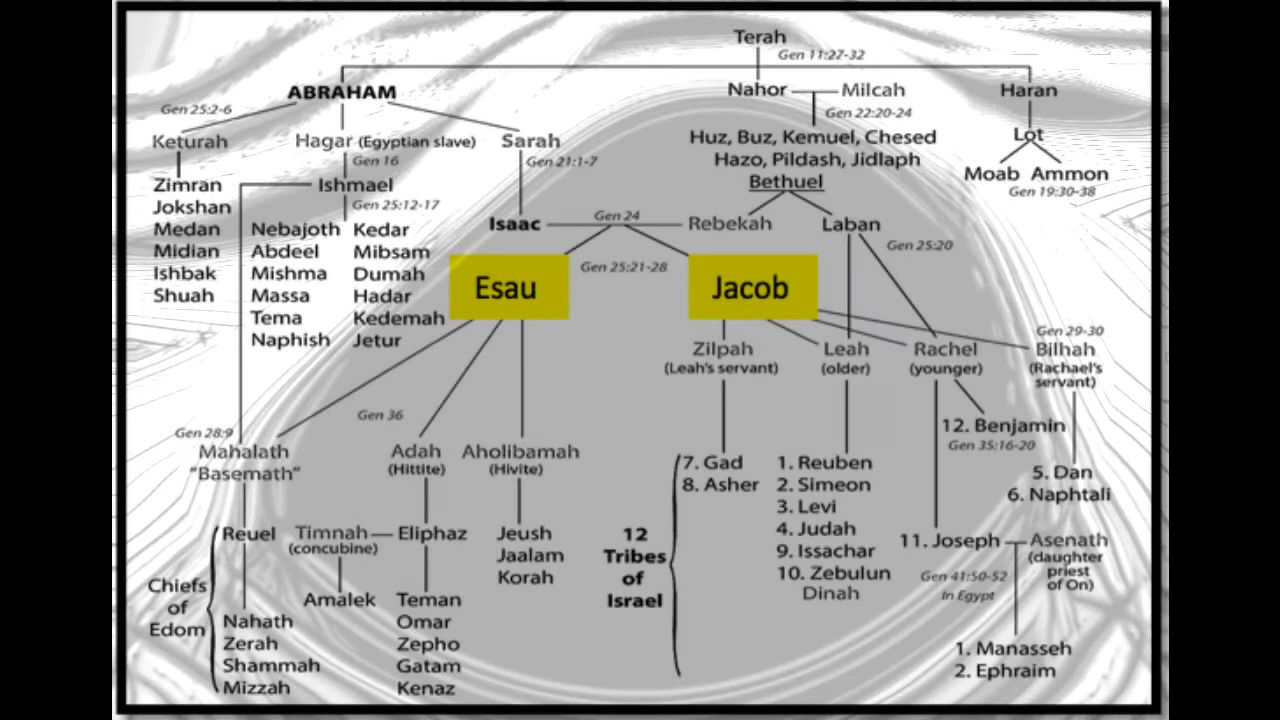 Terah
Gen 11:27-32
ABRAHAM
Nahor
Milcah
Haran
Gen 25:2-6
Gen 22:20-24
Keturah
Hagar (Egyptian slave)
Sarah
Huz, Buz, Kemuel, Chesed
Hazo, Pildash, Jidlaph
Bethuel
Lot
Moab Ammon
Gen 19:30-38
Gen 16
Gen 21:1-7
Zimran
Jokshan
Medan
Midian
Ishbak
Shuah
Ishmael
Gen 25:12-17
Nebajoth
Abdeel
Mishma
Massa
Tema
Naphish
Kedar
Mibsam
Dumah
Hadar
Kedemah
Jetur
Isaac
Gen 24
Rebekah
Laban
Gen 25:20
Gen 25:21-28
Esau
Jacob
Gen 29-30
Zilpah
(Leah's servant)
Leah
(older)
Rachel
(younger)
Bilhah
(Rachael's
servant)
Gen 36
Gen 28:9
Mahalath
"Basemath"
Adah
(Hittite)
Aholibamah
(Hivite)
12. Benjamin
Gen 35:16-20
7. Gad
8. Asher
1. Reuben
2. Simeon
3. Levi
4. Judah
9. Issachar
10. Zebulun
Dinah
5. Dan
6. Naphtali
Reuel
Timnah
(concubine)
Eliphaz
Jeush
Jaalam
Korah
12
Tribes
of
Israel
11. Joseph
Asenath
(daughter
priest
of On)
Gen 41:50-52
In Egypt
Chiefs
of
Edom
Amalek
Nahath
Zerah
Shammah
Mizzah
Teman
Omar
Zepho
Gatam
Kenaz
1. Manasseh
2. Ephraim